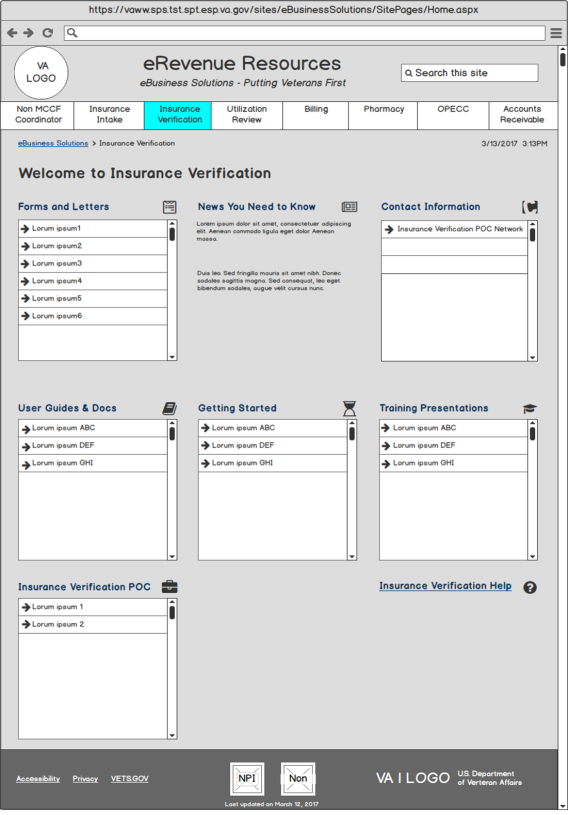 https://vaww.sps.tst.spt.esp.va.gov/sites/eBusinessSolutions/SitePages/Home.aspx
VA
LOGO
eRevenue Resources
eBusiness Solutions - Putting Veterans First
Search this site
Non MCCF
Coordinator
Insurance
Intake
Insurance
Verification
Utilization
Review
Billing
Pharmacy
OPECC
Accounts
Receivable
eBusiness Solutions > Insurance Verification
3/13/2017 3:13PM
Welcome to Insurance Verification
Forms and Letters
Lorum ipsum1
Lorum ipsum2
Lorum ipsum3
Lorum ipsum4
Lorum ipsum5
Lorum ipsum6
News You Need to Know
Lorem ipsum dolor sit amet, consectetuer adipiscing
elit. Aenean commodo ligula eget dolor. Aenean
massa.
Duis leo. Sed fringilla mauris sit amet nibh. Donec
sodales sagittis magna. Sed consequat, leo eget
bibendum sodales, augue velit cursus nunc.
Contact Information
Insurance Verification POC Network
User Guides & Docs
Lorum ipsum ABC
Lorum ipsum DEF
Lorum ipsum GHI
Getting Started
Lorum ipsum ABC
Lorum ipsum DEF
Lorum ipsum GHI
Training Presentations
Lorum ipsum ABC
Lorum ipsum DEF
Lorum ipsum GHI
Insurance Verification POC
Lorum ipsum 1
Lorum ipsum 2
Insurance Verification Help
Accessibility
Privacy
VETS.GOV
NPI
Non
Last updated on March 12, 2017
VA | LOGO
U.S. Department
of Verteran Affairs